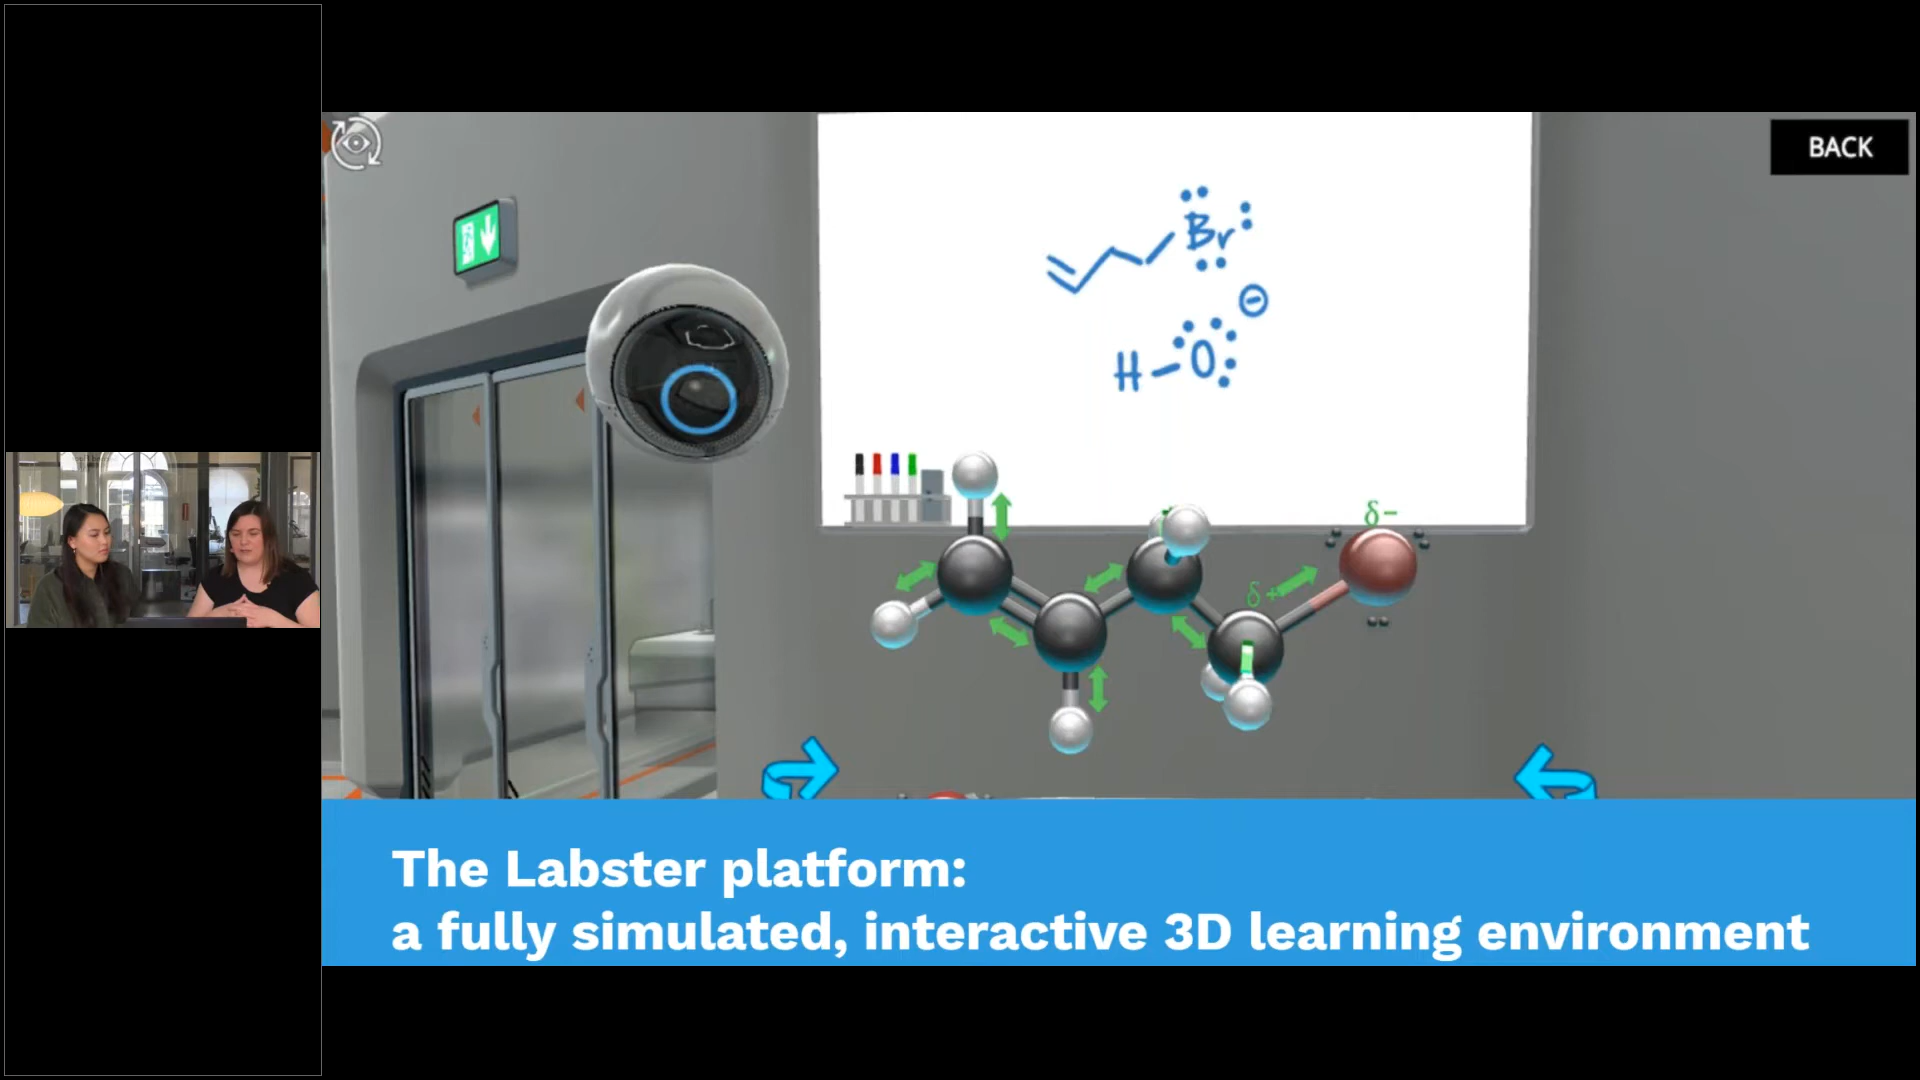 BACK
Br
⊖
H–O
δ−
δ+
The Labster platform:
a fully simulated, interactive 3D learning environment